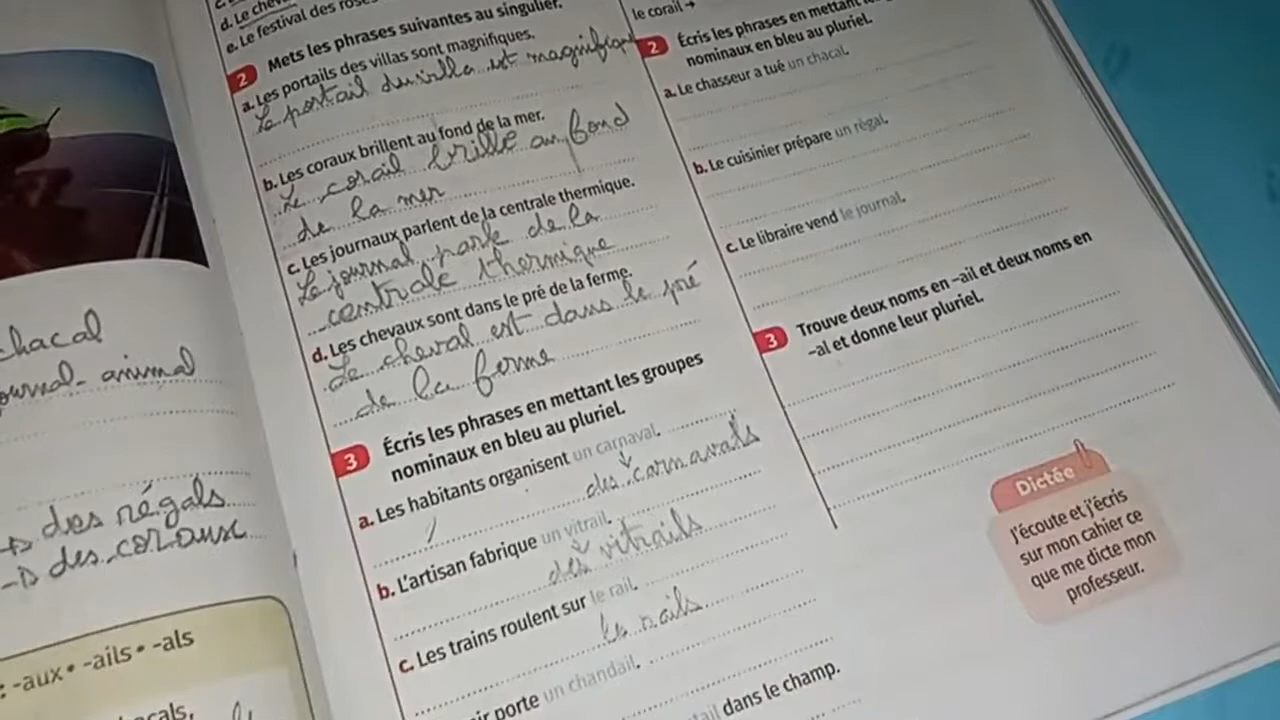 d. Le chev
e. Le festival des ros
2 Mets les phrases suivantes au singulier.
a. Les portails des villas sont magnifiques.
Le portail de villa est magnifique
b. Les coraux brillent au fond de la mer.
Le corail brille au fond
de la mer
c. Les journaux parlent de la centrale thermique.
Le journal parle de la
centrale thermique
d. Les chevaux sont dans le pré de la ferme.
Le cheval est dans le pré
de la ferme
3 Écris les phrases en mettant les groupes
nominaux en bleu au pluriel.
a. Les habitants organisent un carnaval.
des carnavals
b. L'artisan fabrique un vitrail.
des vitrails
c. Les trains roulent sur le rail.
les rails
porte un chandail.
dans le champ.
le corail →
2 Écris les phrases en mettant
nominaux en bleu au pluriel.
a. Le chasseur a tué un chacal.
b. Le cuisinier prépare un régal.
c. Le libraire vend le journal.
3 Trouve deux noms en –ail et deux noms en
–al et donne leur pluriel.
Dictée
J'écoute et j'écris
sur mon cahier ce
que me dicte mon
professeur.
chacal
ournal - animal
→ des régals
→ des coraux
: -aux • -ails • -als
acals,